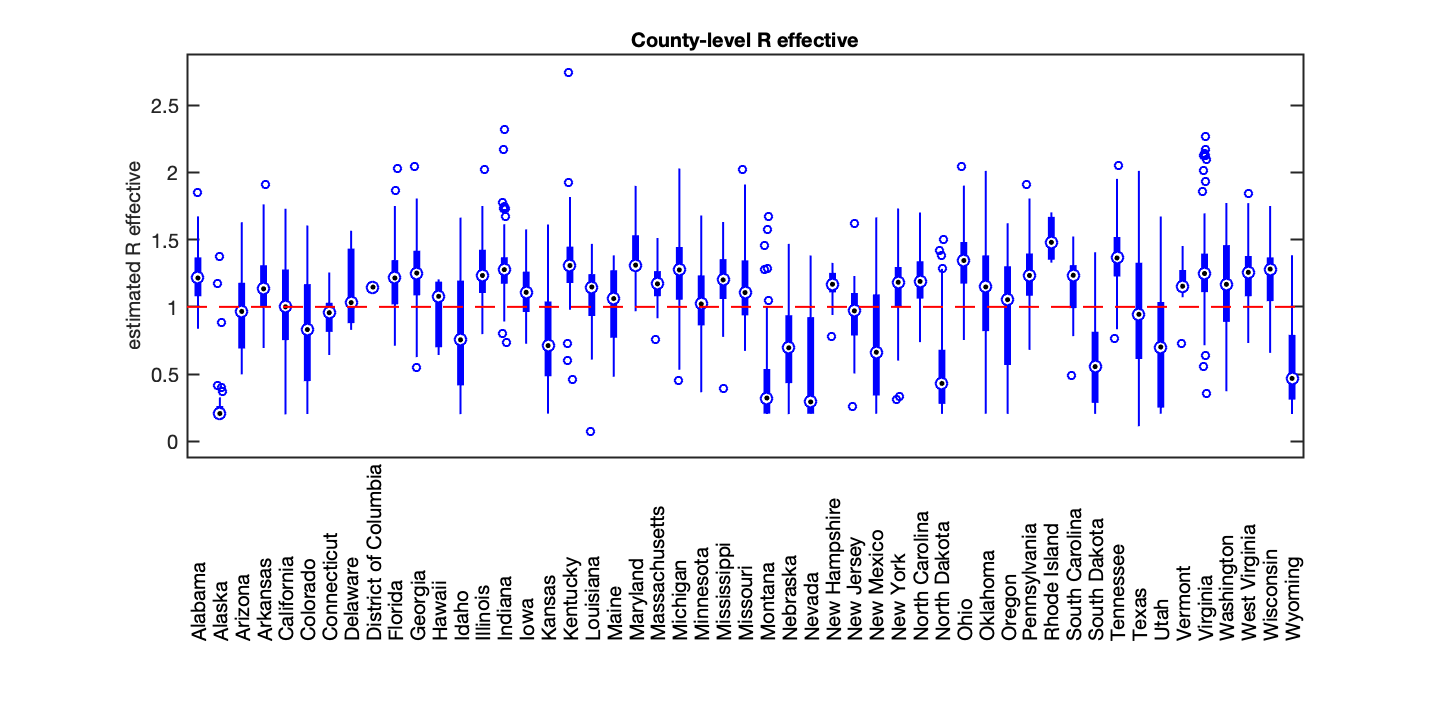 County-level R effective
estimated R effective
2.5
2
1.5
1
0.5
0
Alabama
Alaska
Arizona
Arkansas
California
Colorado
Connecticut
Delaware
District of Columbia
Florida
Georgia
Hawaii
Idaho
Illinois
Indiana
Iowa
Kansas
Kentucky
Louisiana
Maine
Maryland
Massachusetts
Michigan
Minnesota
Mississippi
Missouri
Montana
Nebraska
Nevada
New Hampshire
New Jersey
New Mexico
New York
North Carolina
North Dakota
Ohio
Oklahoma
Oregon
Pennsylvania
Rhode Island
South Carolina
South Dakota
Tennessee
Texas
Utah
Vermont
Virginia
Washington
West Virginia
Wisconsin
Wyoming